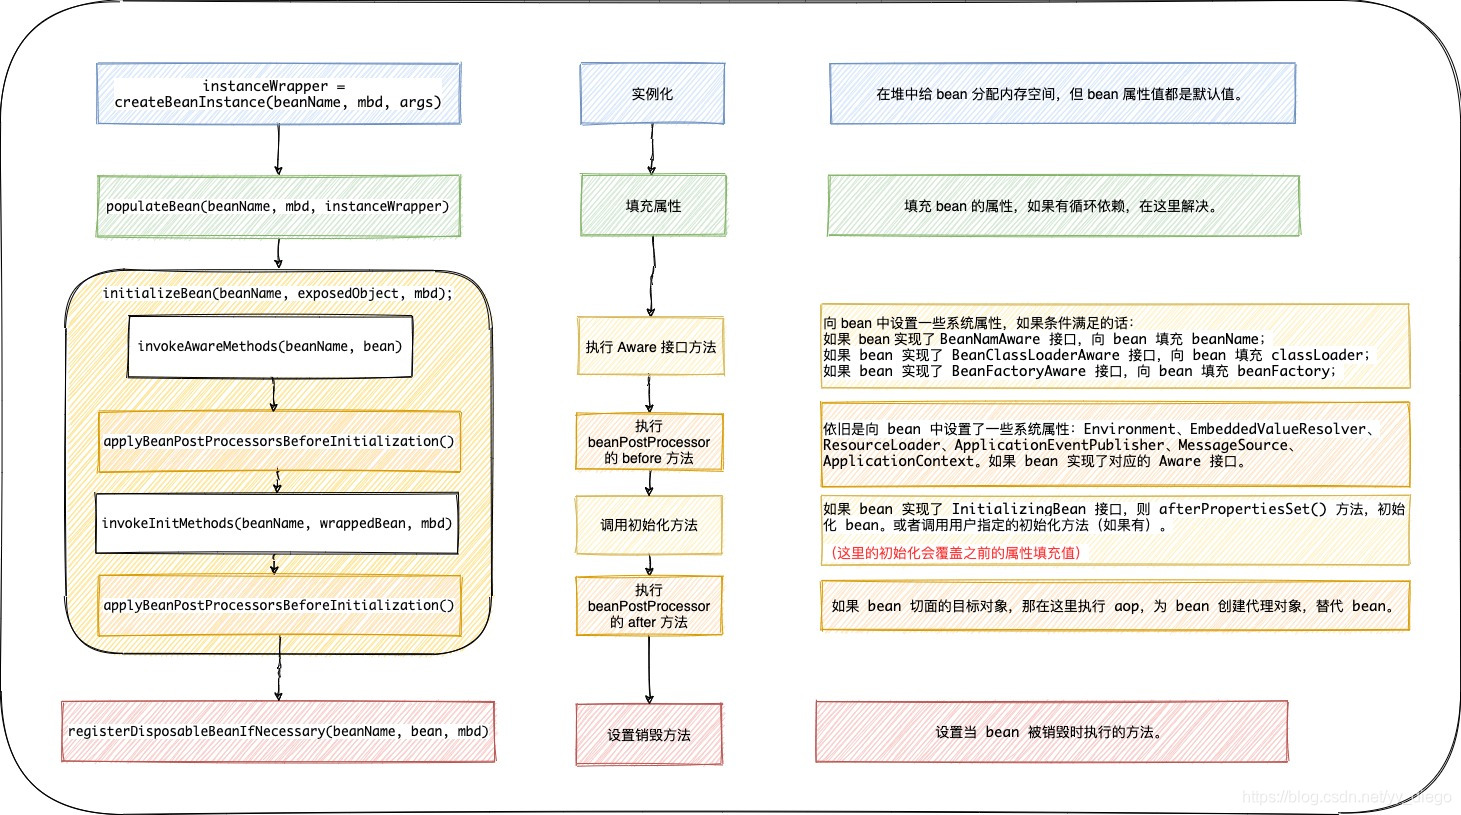 instanceWrapper =
createBeanInstance(beanName, mbd, args)
实例化
在堆中给 bean 分配内存空间，但 bean 属性值都是默认值。
populateBean(beanName, mbd, instanceWrapper)
填充属性
填充 bean 的属性，如果有循环依赖，在这里解决。
initializeBean(beanName, exposedObject, mbd);
invokeAwareMethods(beanName, bean)
执行 Aware 接口方法
向 bean 中设置一些系统属性，如果条件满足的话：
如果 bean 实现了 BeanNamAware 接口，向 bean 填充 beanName；
如果 bean 实现了 BeanClassLoaderAware 接口，向 bean 填充 classLoader；
如果 bean 实现了 BeanFactoryAware 接口，向 bean 填充 beanFactory；
applyBeanPostProcessorsBeforeInitialization()
执行
beanPostProcessor
的 before 方法
依旧是向 bean 中设置了一些系统属性：Environment、EmbeddedValueResolver、
ResourceLoader、ApplicationEventPublisher、MessageSource、
ApplicationContext。如果 bean 实现了对应的 Aware 接口。
invokeInitMethods(beanName, wrappedBean, mbd)
调用初始化方法
如果 bean 实现了 InitializingBean 接口，则 afterPropertiesSet() 方法，初始
化 bean。或者调用用户指定的初始化方法（如果有）。
（这里的初始化会覆盖之前的属性填充值）
applyBeanPostProcessorsBeforeInitialization()
执行
beanPostProcessor
的 after 方法
如果 bean 切面的目标对象，那在这里执行 aop，为 bean 创建代理对象，替代 bean。
registerDisposableBeanIfNecessary(beanName, bean, mbd)
设置销毁方法
设置当 bean 被销毁时执行的方法。
https://blog.csdn.net/yy_diego